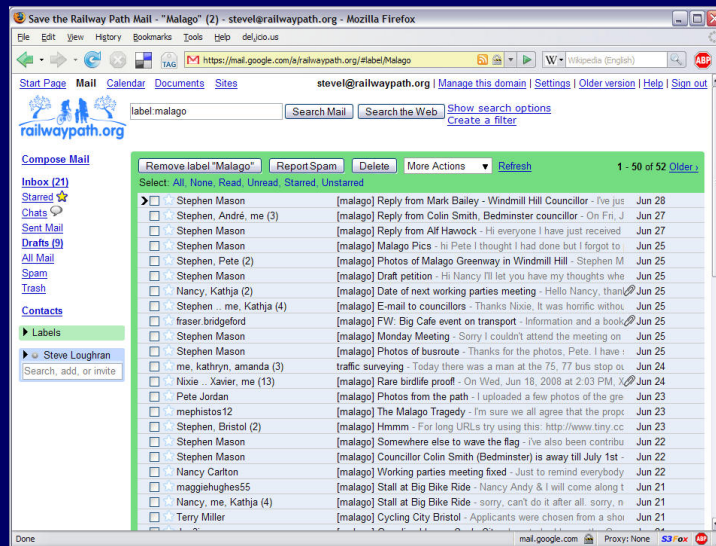 Save the Railway Path Mail - "Malago" (2) - stevel@railwaypath.org - Mozilla Firefox
File Edit View History Bookmarks Tools Help del.icio.us
TAG https://mail.google.com/a/railwaypath.org/#label/Malago W Wikipedia (English) ABP
Start Page Mail Calendar Documents Sites stevel@railwaypath.org | Manage this domain | Settings | Older version | Help | Sign out
railwaypath.org
label:malago Search Mail Search the Web Show search options
Create a filter
Compose Mail
Inbox (21)
Starred
Chats
Sent Mail
Drafts (9)
All Mail
Spam
Trash
Contacts
Labels
Steve Loughran
Search, add, or invite
Remove label "Malago" Report Spam Delete More Actions Refresh 1 - 50 of 52 Older ›
Select: All, None, Read, Unread, Starred, Unstarred
Stephen Mason [malago] Reply from Mark Bailey - Windmill Hill Councillor - I've jus Jun 28
Stephen, André, me (3) [malago] Reply from Colin Smith, Bedminster councillor - On Fri, J Jun 27
Stephen Mason [malago] Reply from Alf Havvock - Hi everyone I have just received Jun 27
Stephen Mason [malago] Malago Pics - hi Pete I thought I had done but I forgot to Jun 25
Stephen, Pete (2) [malago] Photos of Malago Greenway in Windmill Hill - Stephen M Jun 25
Stephen Mason [malago] Draft petition - Hi Nancy I'll let you have my thoughts whe Jun 25
Nancy, Kathja (2) [malago] Date of next working parties meeting - Hello Nancy, than Jun 25
Stephen .. me, Kathja (4) [malago] E-mail to councillors - Thanks Nixie, It was horrific withou Jun 25
fraser.bridgeford [malago] FW: Big Cafe event on transport - Information and a book Jun 25
Stephen Mason [malago] Monday Meeting - Sorry I couldn't attend the meeting on Jun 25
Stephen Mason [malago] Photos of busroute - Thanks for the photos, Pete. I have Jun 25
me, kathryn, amanda (3) traffic surveying - Today there was a man at the 75, 77 bus stop ou Jun 24
Nixie .. Xavier, me (13) [malago] Rare birdlife proof! - On Wed, Jun 18, 2008 at 2:03 PM, X Jun 24
Pete Jordan [malago] Photos from the path - I uploaded a few photos of the gre Jun 23
mephistos12 [malago] The Malago Tragedy - I'm sure we all agree that the propo Jun 23
Stephen, Bristol (2) [malago] Hmmm - For long URLs try using this: http://www.tiny.cc Jun 23
Stephen Mason [malago] Somewhere else to wave the flag - i've also been contribu Jun 22
Stephen Mason [malago] Councillor Colin Smith (Bedminster) is away till July 1st - Jun 22
Nancy Carlton [malago] Working parties meeting fixed - Just to remind everybody Jun 22
maggiehughes55 [malago] Stall at Big Bike Ride - Nancy Andy & I will come along t Jun 21
Nancy, me, Kathja (4) [malago] Stall at Big Bike Ride - sorry, can't do it after all. sorry, n Jun 21
Terry Miller [malago] Cycling City Bristol - Applicants were chosen from a shor Jun 21
Done mail.google.com Proxy: None S3Fox ABP